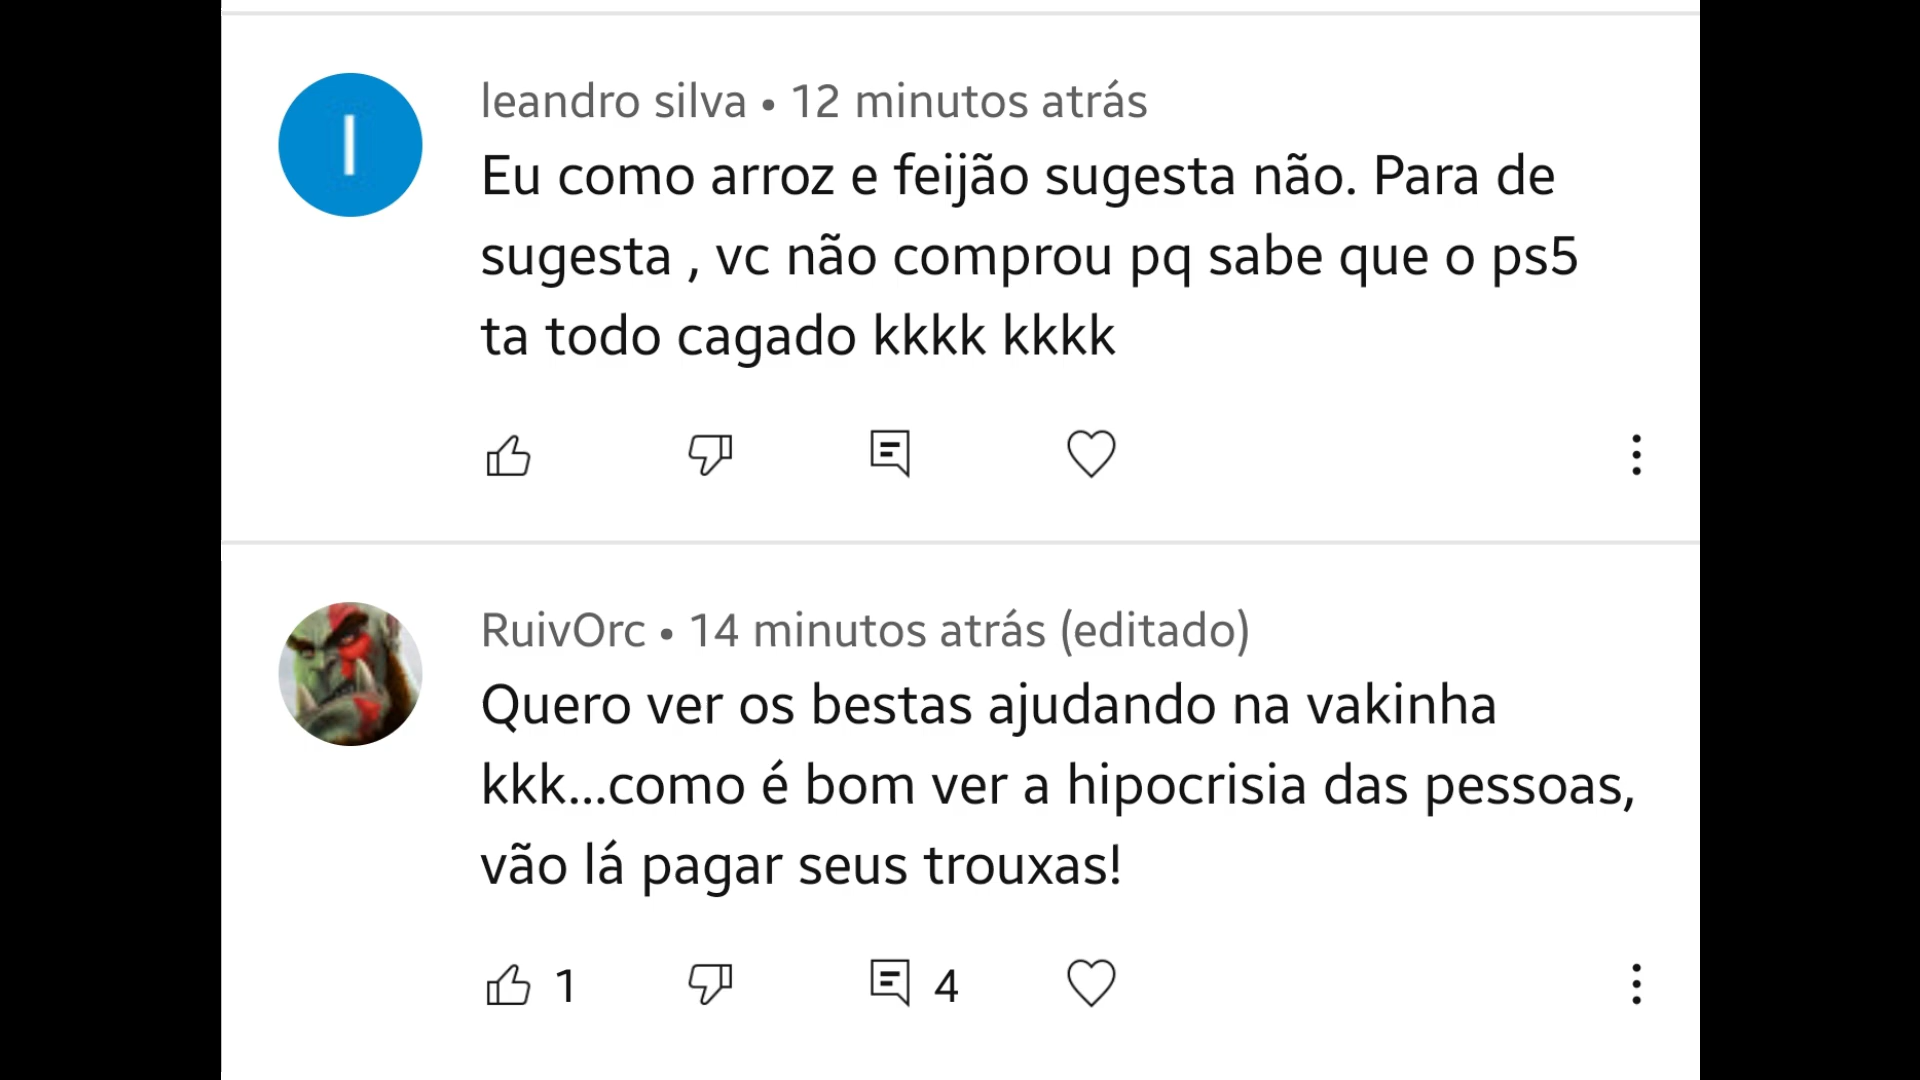 l
leandro silva • 12 minutos atrás
Eu como arroz e feijão sugesta não. Para de
sugesta , vc não comprou pq sabe que o ps5
ta todo cagado kkkk kkkk
RuivOrc • 14 minutos atrás (editado)
Quero ver os bestas ajudando na vakinha
kkk...como é bom ver a hipocrisia das pessoas,
vão lá pagar seus trouxas!
1 4